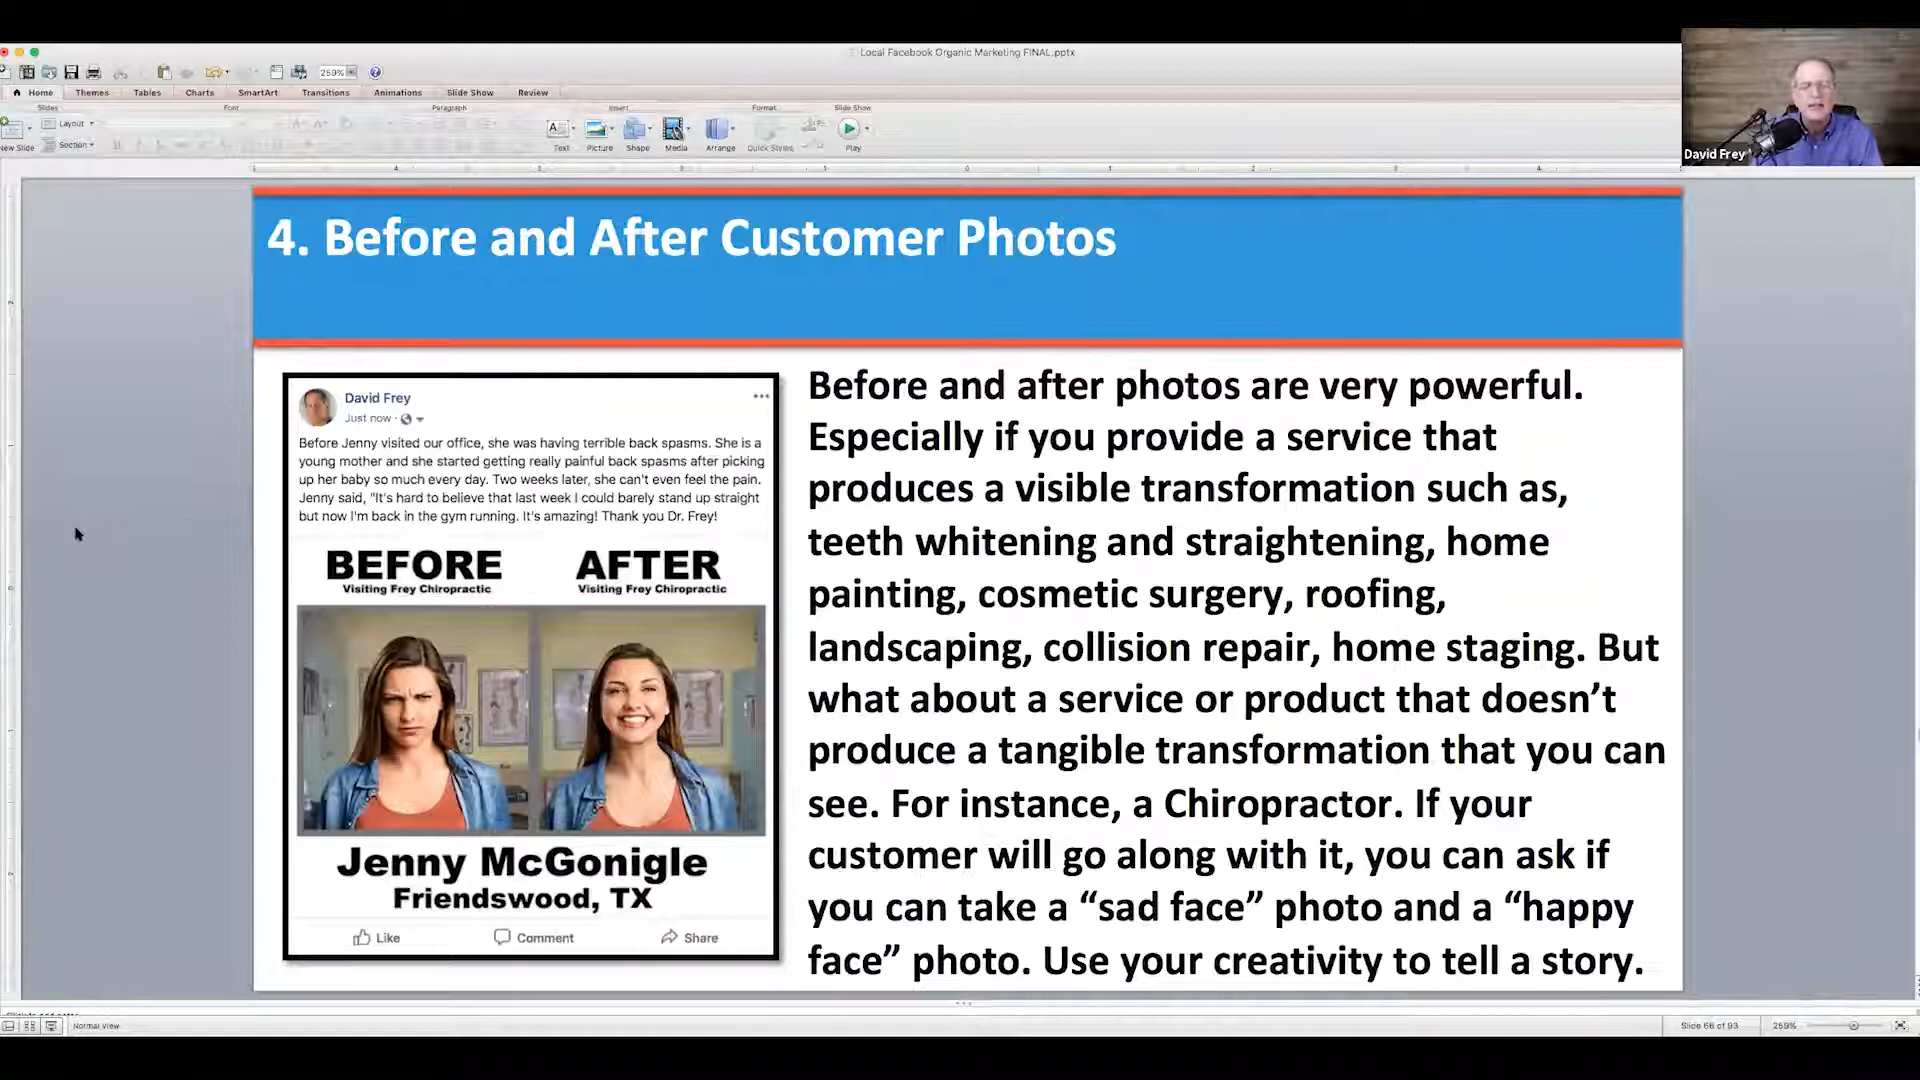 Local Facebook Organic Marketing FINAL.pptx
259%
Home Themes Tables Charts SmartArt Transitions Animations Slide Show Review
Slides Font Paragraph Insert Format Slide Show
Layout
New Slide Section
Text Picture Shape Media Arrange Quick Styles Play
David Frey
4. Before and After Customer Photos
David Frey
Just now
Before Jenny visited our office, she was having terrible back spasms. She is a
young mother and she started getting really painful back spasms after picking
up her baby so much every day. Two weeks later, she can't even feel the pain.
Jenny said, "It's hard to believe that last week I could barely stand up straight
but now I'm back in the gym running. It's amazing! Thank you Dr. Frey!
BEFORE
Visiting Frey Chiropractic
AFTER
Visiting Frey Chiropractic
Jenny McGonigle
Friendswood, TX
Like Comment Share
Before and after photos are very powerful.
Especially if you provide a service that
produces a visible transformation such as,
teeth whitening and straightening, home
painting, cosmetic surgery, roofing,
landscaping, collision repair, home staging. But
what about a service or product that doesn’t
produce a tangible transformation that you can
see. For instance, a Chiropractor. If your
customer will go along with it, you can ask if
you can take a “sad face” photo and a “happy
face” photo. Use your creativity to tell a story.
Normal View
Slide 66 of 93
259%